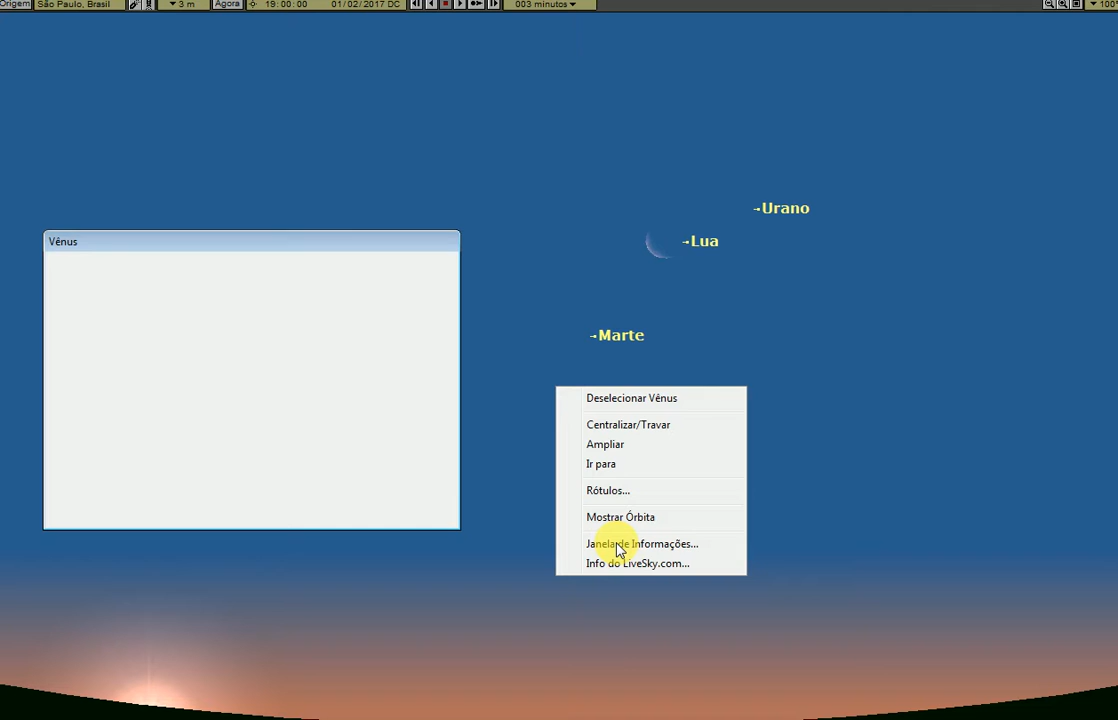 Origem São Paulo, Brasil 3 m Agora 19:00:00 01/02/2017 DC 003 minutos 100°
Urano
Vênus
Lua
Marte
Deselecionar Vênus
Centralizar/Travar
Ampliar
Ir para
Rótulos...
Mostrar Órbita
Janela de Informações...
Info do LiveSky.com...